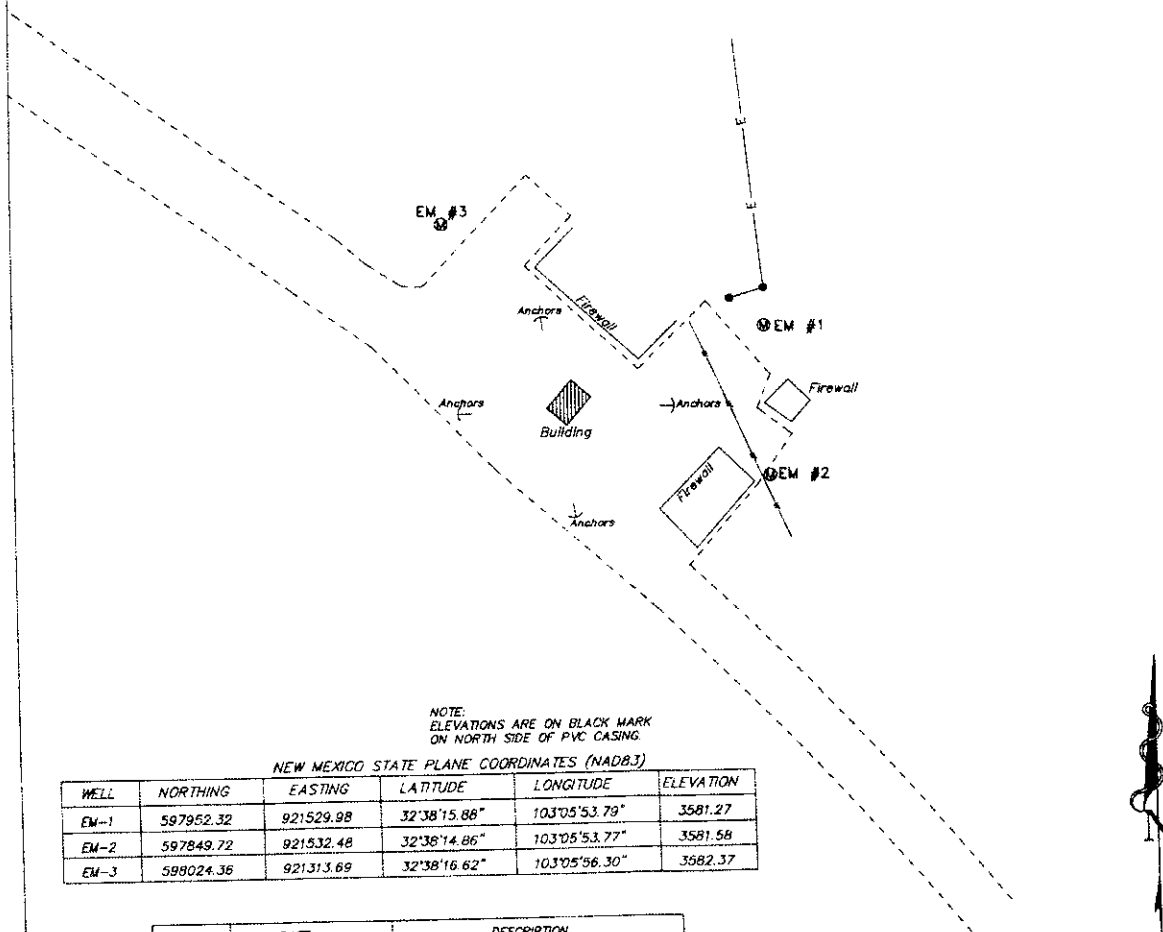 E
EM #3
E
Anchors
Firewall
EM #1
Firewall
Anchors
Anchors
Building
Firewall
EM #2
Anchors
NOTE:
ELEVATIONS ARE ON BLACK MARK
ON NORTH SIDE OF PVC CASING.
NEW MEXICO STATE PLANE COORDINATES (NAD83)
WELL NORTHING EASTING LATITUDE LONGITUDE ELEVATION
EM-1 597952.32 921529.98 32°38'15.88" 103°05'53.79" 3581.27
EM-2 597849.72 921532.48 32°38'14.86" 103°05'53.77" 3581.58
EM-3 598024.36 921313.69 32°38'16.62" 103°05'56.30" 3582.37
DESCRIPTION